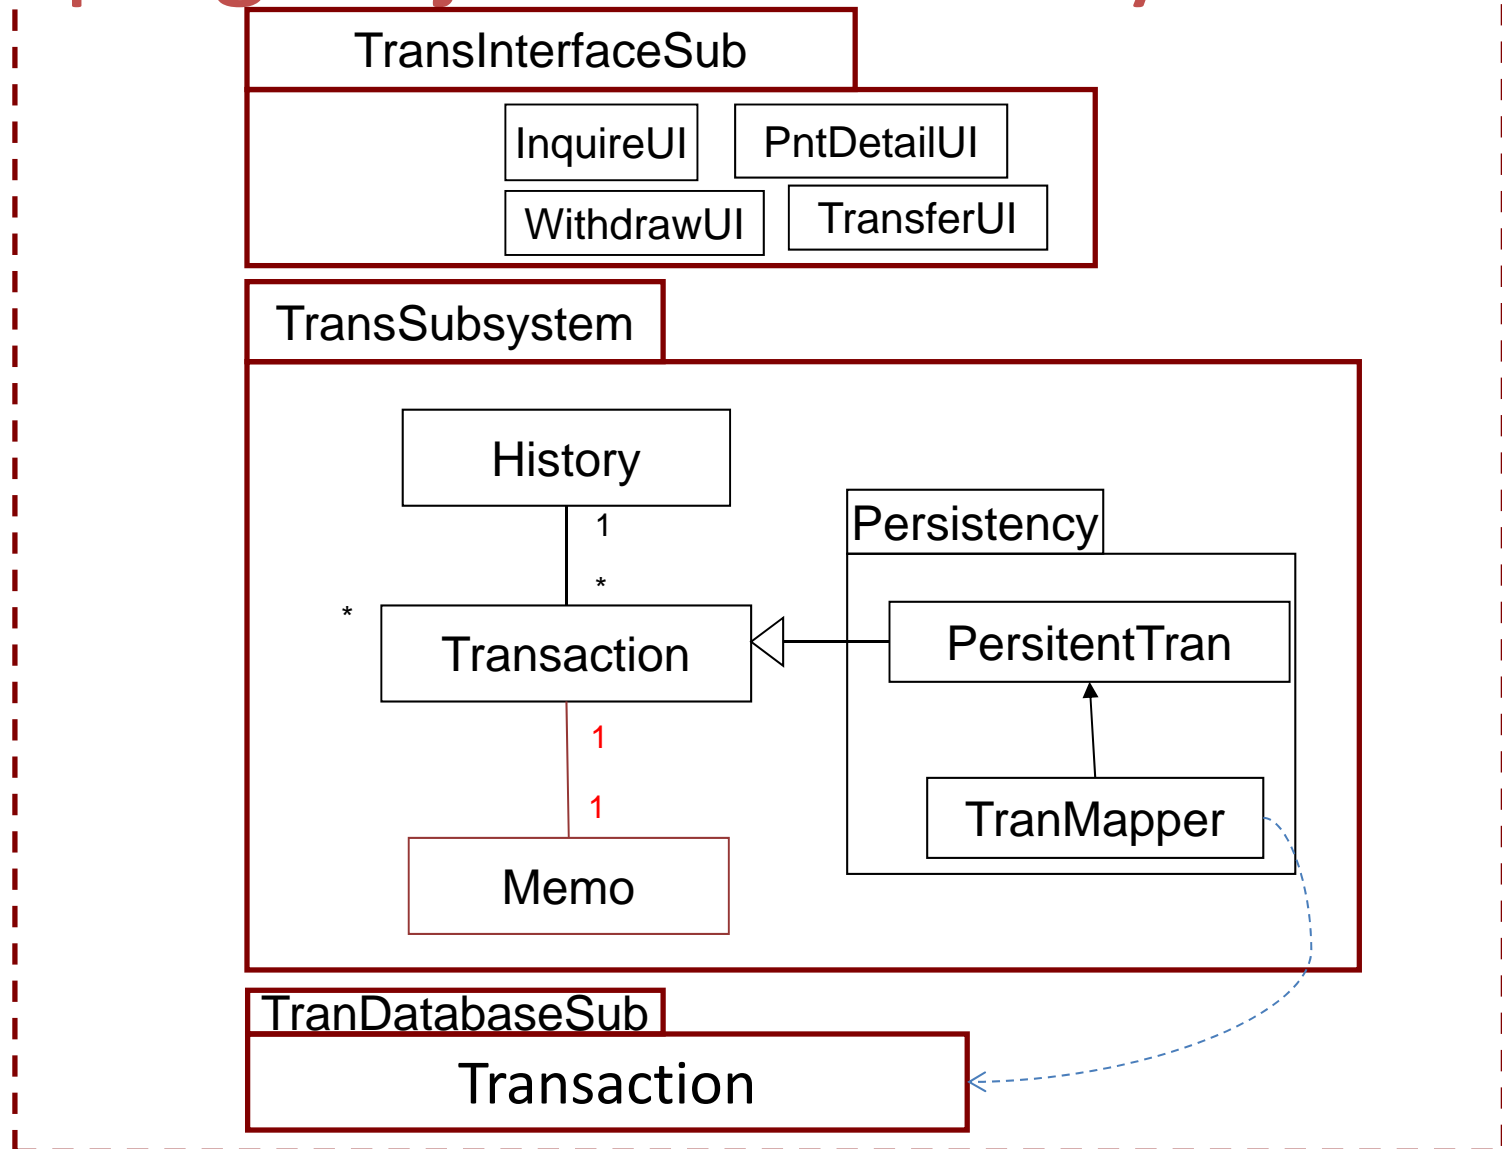 TransInterfaceSub
InquireUI
PntDetailUI
WithdrawUI
TransferUI
TransSubsystem
History
1
*
*
Transaction
1
1
Memo
Persistency
PersitentTran
TranMapper
TranDatabaseSub
Transaction